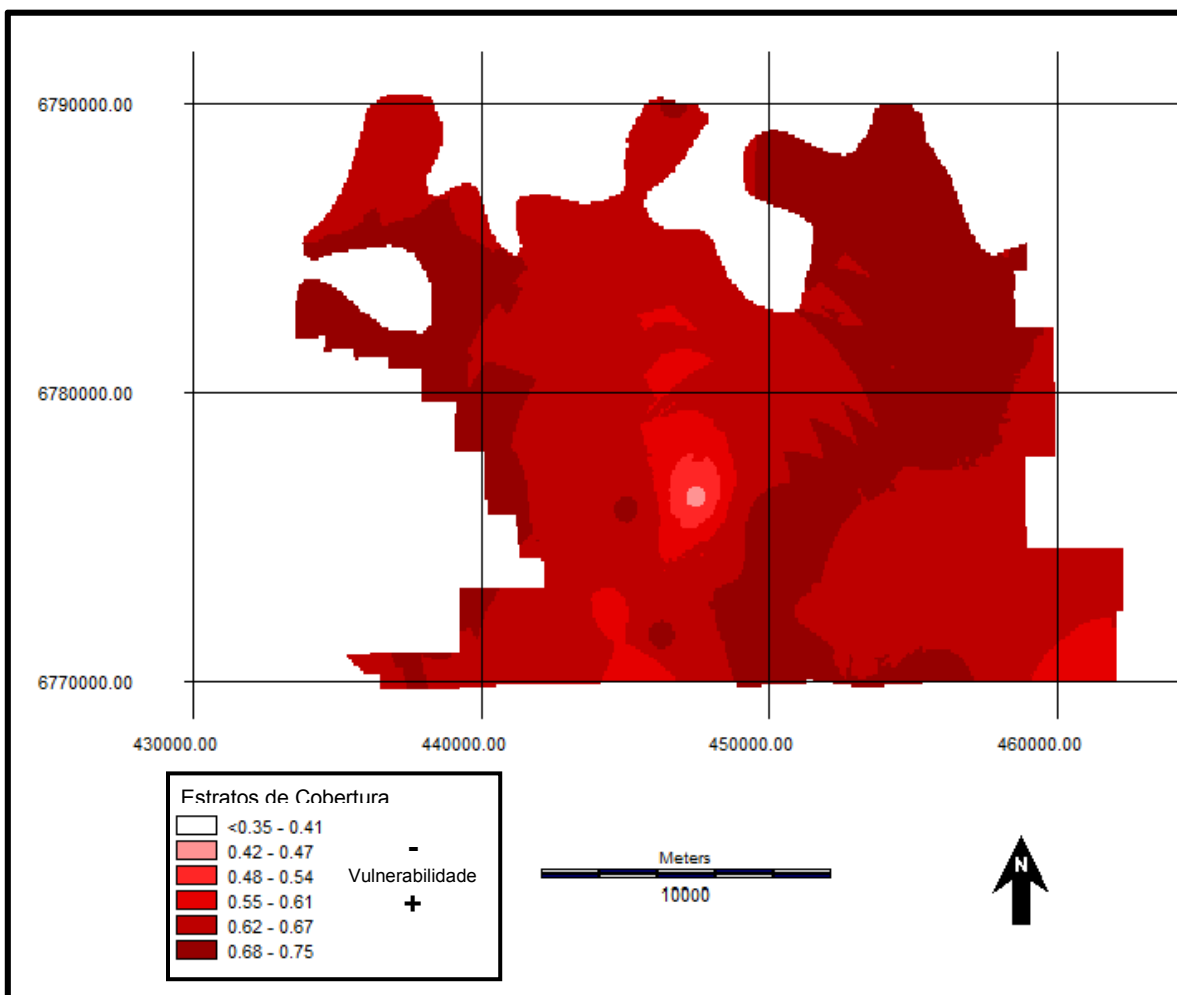 6790000.00
6780000.00
6770000.00
430000.00 440000.00 450000.00 460000.00
Estratos de Cobertura
<0.35 - 0.41
0.42 - 0.47
0.48 - 0.54
0.55 - 0.61
0.62 - 0.67
0.68 - 0.75
-
Vulnerabilidade
+
Meters
10000
N